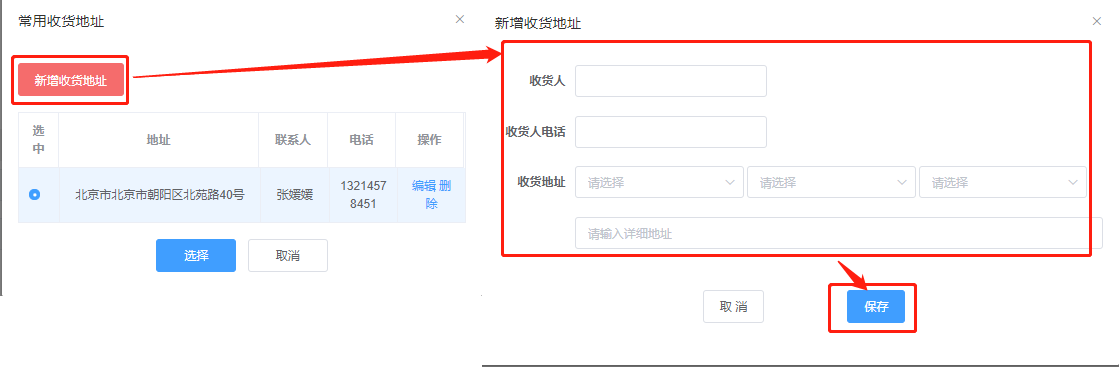 常用收货地址
新增收货地址
选中 地址 联系人 电话 操作
北京市北京市朝阳区北苑路40号 张媛媛 13214578451 编辑 删除
选择 取消
新增收货地址
收货人
收货人电话
收货地址 请选择 请选择 请选择
请输入详细地址
取 消 保存